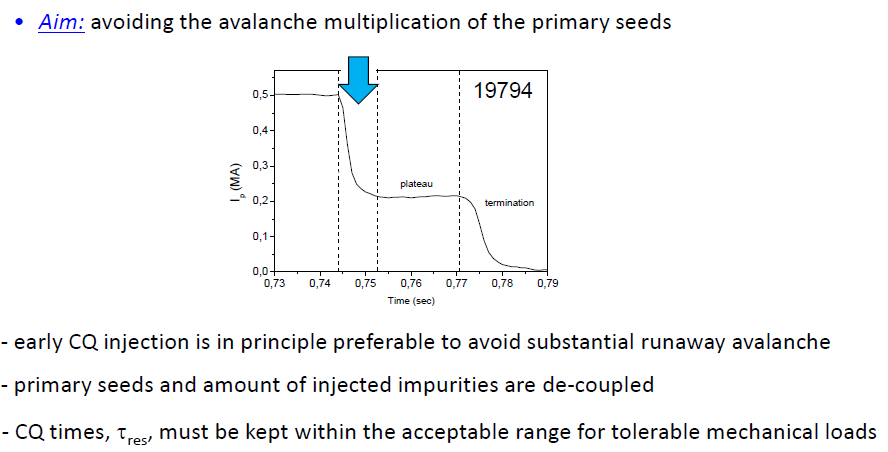 • Aim: avoiding the avalanche multiplication of the primary seeds
19794
0,5
0,4
0,3
0,2
0,1
0,0
I_p (MA)
plateau
termination
0,73 0,74 0,75 0,76 0,77 0,78 0,79
Time (sec)
- early CQ injection is in principle preferable to avoid substantial runaway avalanche
- primary seeds and amount of injected impurities are de-coupled
- CQ times, τres, must be kept within the acceptable range for tolerable mechanical loads